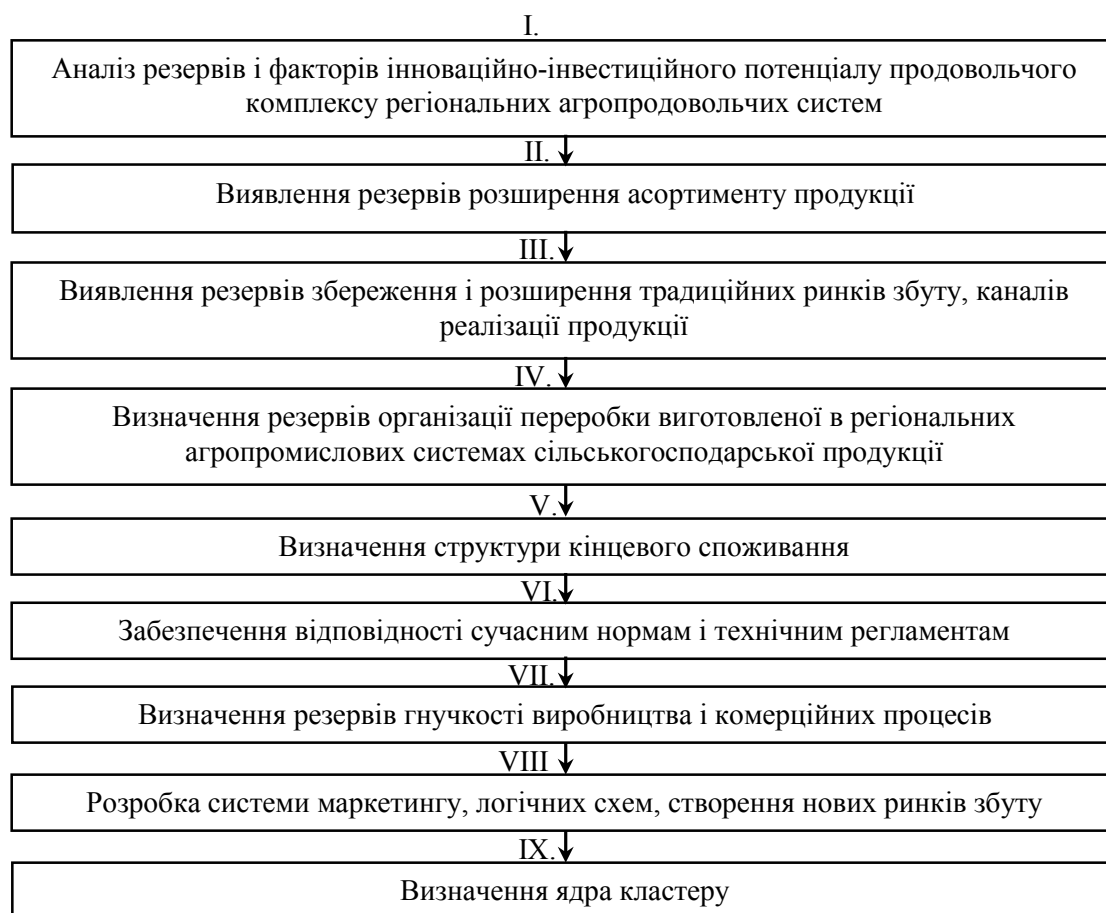 I.
Аналіз резервів і факторів інноваційно-інвестиційного потенціалу продовольчого
комплексу регіональних агропродовольчих систем
II.
Виявлення резервів розширення асортименту продукції
III.
Виявлення резервів збереження і розширення традиційних ринків збуту, каналів
реалізації продукції
IV.
Визначення резервів організації переробки виготовленої в регіональних
агропромислових системах сільськогосподарської продукції
V.
Визначення структури кінцевого споживання
VI.
Забезпечення відповідності сучасним нормам і технічним регламентам
VII.
Визначення резервів гнучкості виробництва і комерційних процесів
VIII
Розробка системи маркетингу, логічних схем, створення нових ринків збуту
IX.
Визначення ядра кластеру